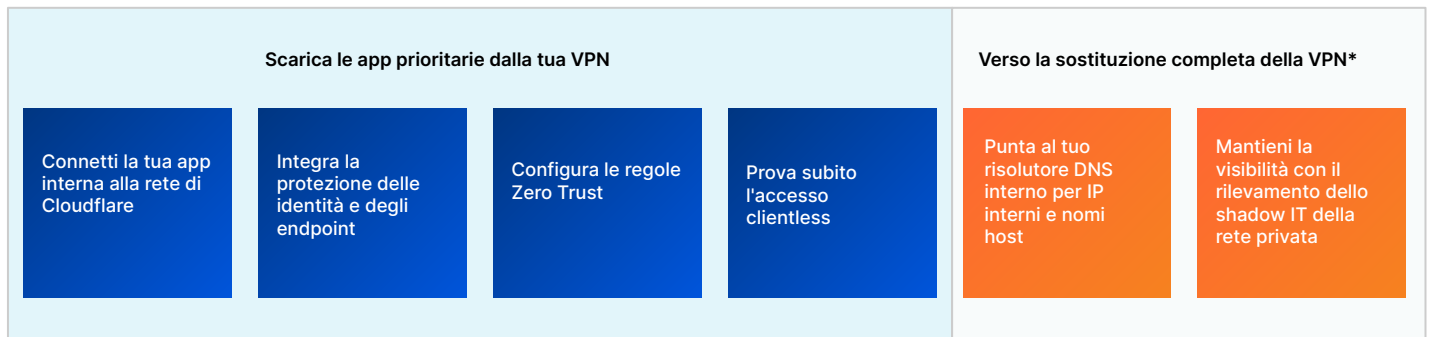 Scarica le app prioritarie dalla tua VPN
Connetti la tua app
interna alla rete di
Cloudflare
Integra la
protezione delle
identità e degli
endpoint
Configura le regole
Zero Trust
Prova subito
l'accesso
clientless
Verso la sostituzione completa della VPN*
Punta al tuo
risolutore DNS
interno per IP
interni e nomi
host
Mantieni la
visibilità con il
rilevamento dello
shadow IT della
rete privata